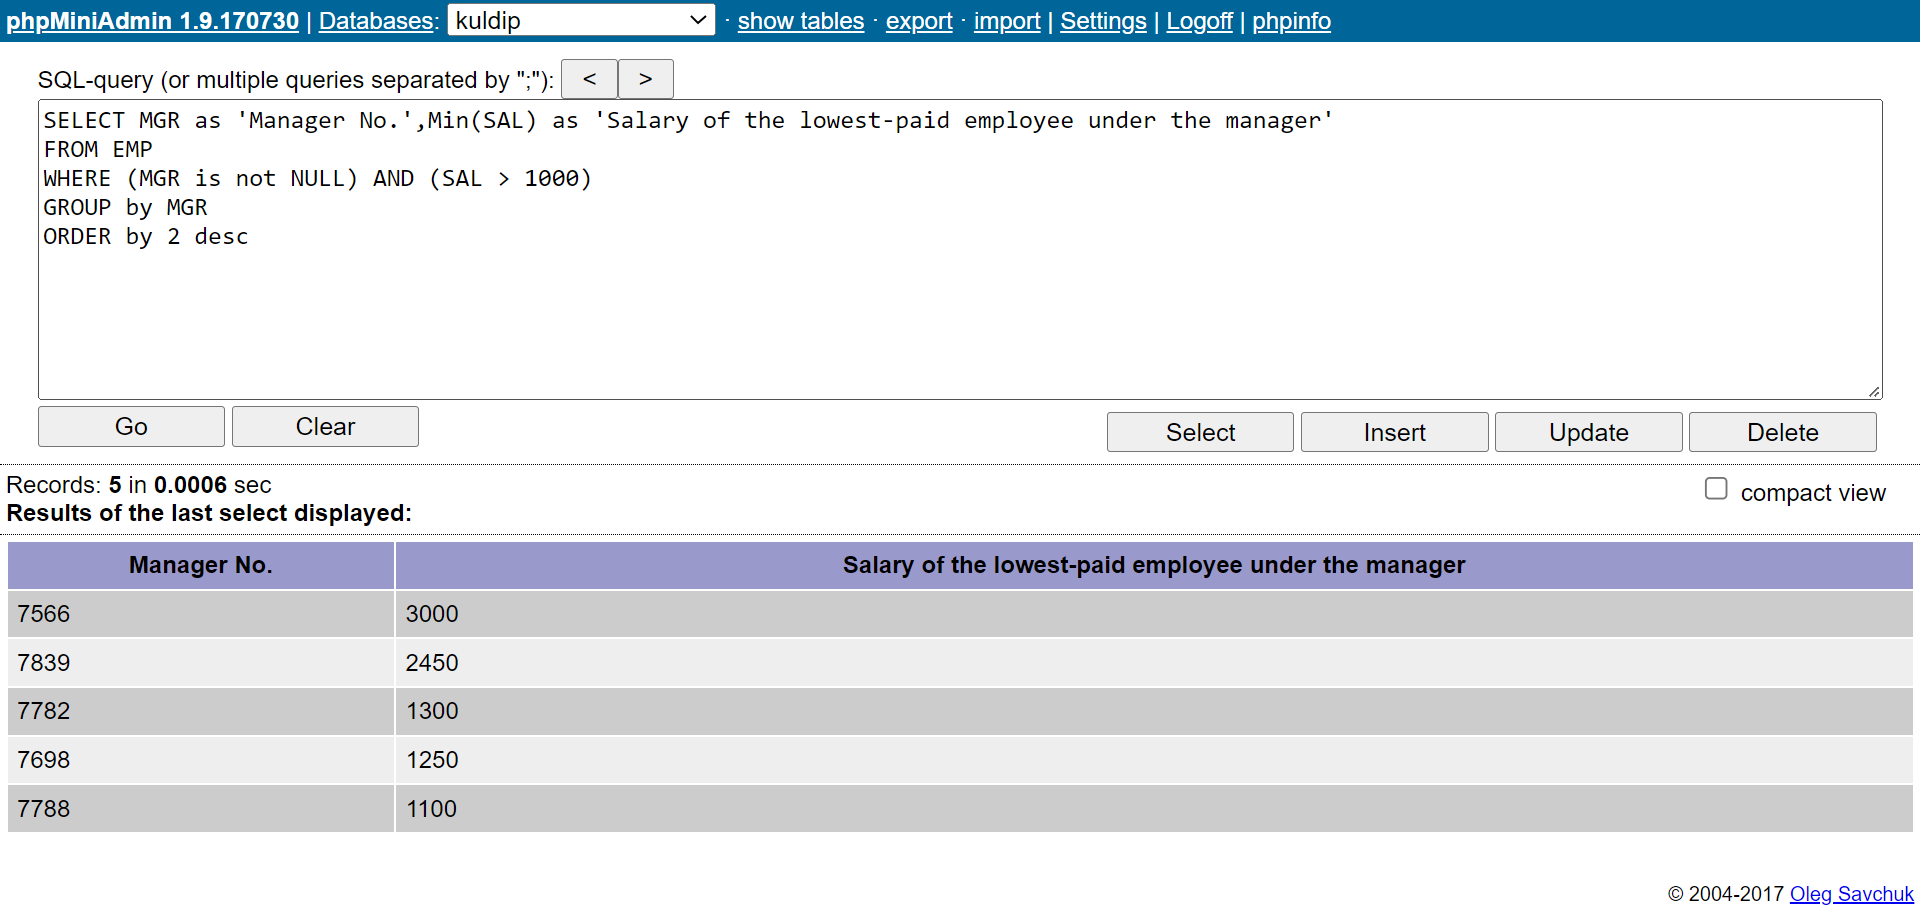 phpMiniAdmin 1.9.170730 | Databases: kuldip · show tables · export · import | Settings | Logoff | phpinfo
SQL-query (or multiple queries separated by ";"): < >
SELECT MGR as 'Manager No.',Min(SAL) as 'Salary of the lowest-paid employee under the manager'
FROM EMP
WHERE (MGR is not NULL) AND (SAL > 1000)
GROUP by MGR
ORDER by 2 desc
Go Clear Select Insert Update Delete
Records: 5 in 0.0006 sec compact view
Results of the last select displayed:
Manager No. Salary of the lowest-paid employee under the manager
7566 3000
7839 2450
7782 1300
7698 1250
7788 1100
© 2004-2017 Oleg Savchuk